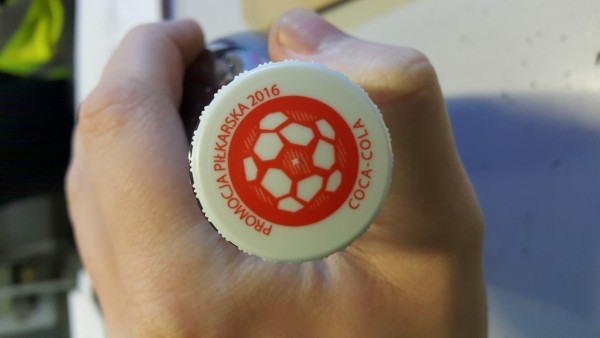 PROMOCJA PIŁKARSKA 2016
COCA-COLA